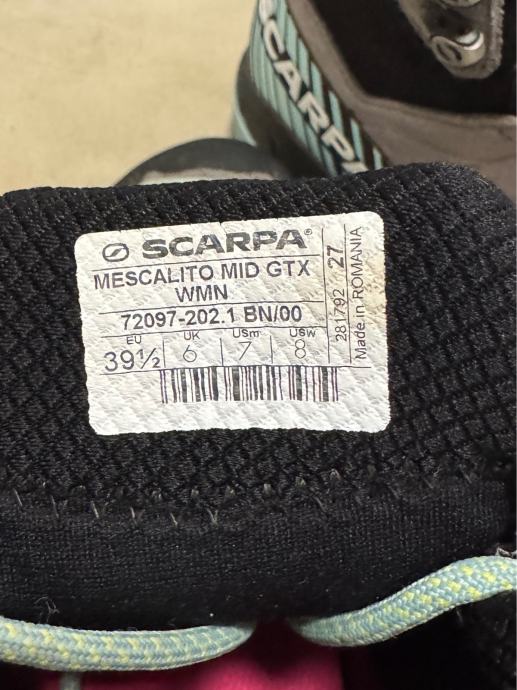 SCARPA
SCARPA®
MESCALITO MID GTX
WMN
72097-202.1 BN/00
EU UK USm USw
39½ 6 7 8
281792 27
Made in ROMANIA